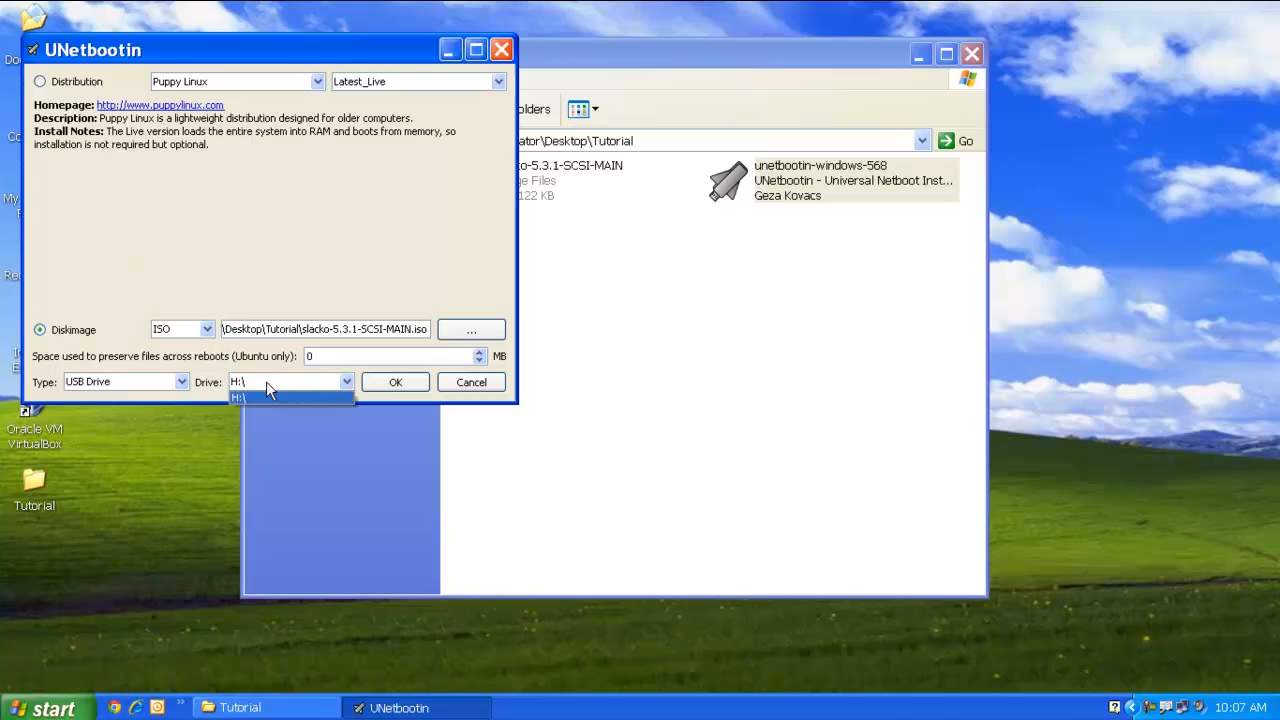 UNetbootin
Distribution
Puppy Linux
Latest_Live
Homepage: http://www.puppylinux.com
Description: Puppy Linux is a lightweight distribution designed for older computers.
Install Notes: The Live version loads the entire system into RAM and boots from memory, so
installation is not required but optional.
Diskimage
ISO
\Desktop\Tutorial\slacko-5.3.1-SCSI-MAIN.iso
...
Space used to preserve files across reboots (Ubuntu only):
0
MB
Type:
USB Drive
Drive:
H:\
OK
Cancel
H:\
olders
ator\Desktop\Tutorial
Go
ko-5.3.1-SCSI-MAIN
ge Files
122 KB
unetbootin-windows-568
UNetbootin - Universal Netboot Inst...
Geza Kovacs
My
Oracle VM
VirtualBox
Tutorial
start
Tutorial
UNetbootin
10:07 AM